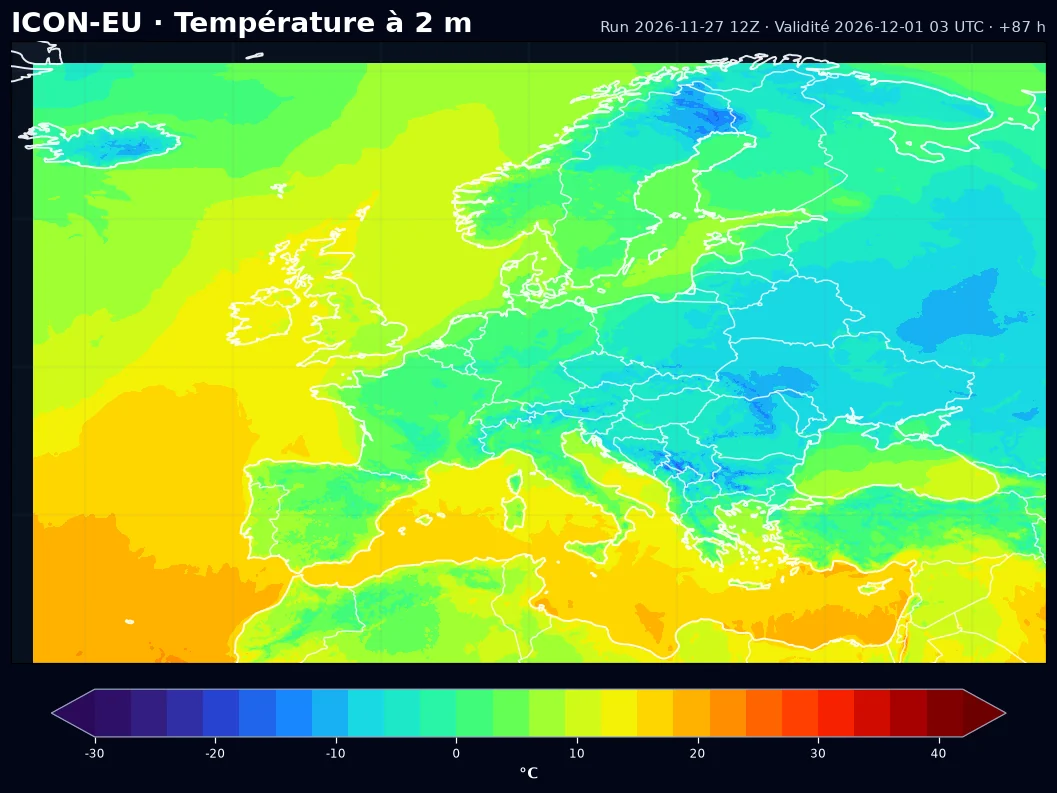 ICON-EU · Température à 2 m
Run 2026-11-27 12Z · Validité 2026-12-01 03 UTC · +87 h
-30 -20 -10 0 10 20 30 40
°C